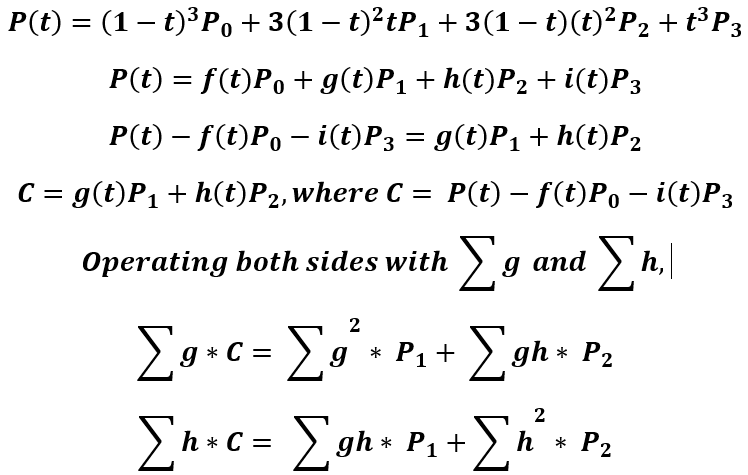 P(t) = (1 − t)³P₀ + 3(1 − t)²tP₁ + 3(1 − t)(t)²P₂ + t³P₃
P(t) = f(t)P₀ + g(t)P₁ + h(t)P₂ + i(t)P₃
P(t) − f(t)P₀ − i(t)P₃ = g(t)P₁ + h(t)P₂
C = g(t)P₁ + h(t)P₂, where C = P(t) − f(t)P₀ − i(t)P₃
Operating both sides with ∑ g and ∑ h,
∑ g * C = ∑ g² * P₁ + ∑ gh * P₂
∑ h * C = ∑ gh * P₁ + ∑ h² * P₂